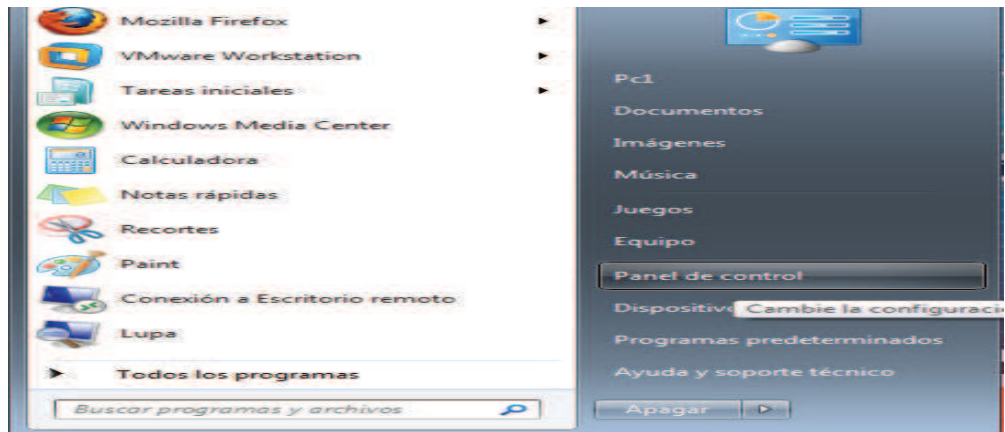 Mozilla Firefox
VMware Workstation
Tareas iniciales
Windows Media Center
Calculadora
Notas rápidas
Recortes
Paint
Conexión a Escritorio remoto
Lupa
Todos los programas
Buscar programas y archivos
Pc1
Documentos
Imágenes
Música
Juegos
Equipo
Panel de control
Dispositivo Cambie la configuraci
Programas predeterminados
Ayuda y soporte técnico
Apagar